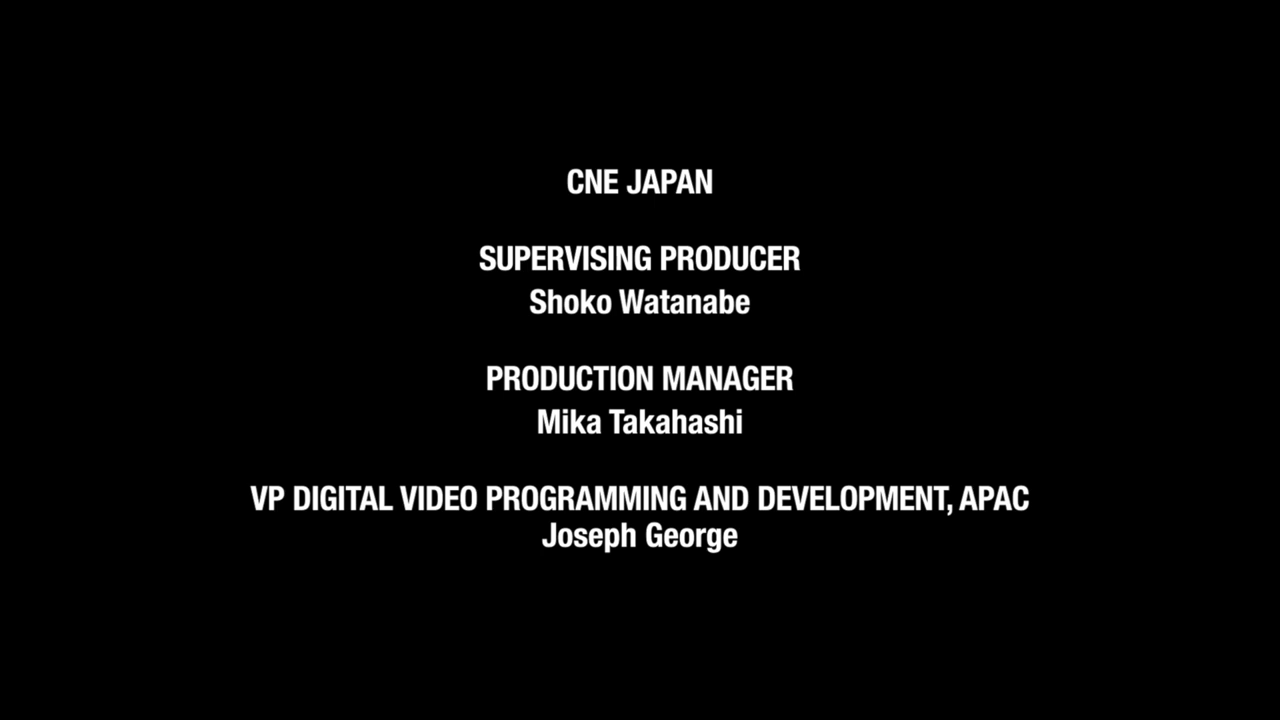 CNE JAPAN
SUPERVISING PRODUCER
Shoko Watanabe
PRODUCTION MANAGER
Mika Takahashi
VP DIGITAL VIDEO PROGRAMMING AND DEVELOPMENT, APAC
Joseph George